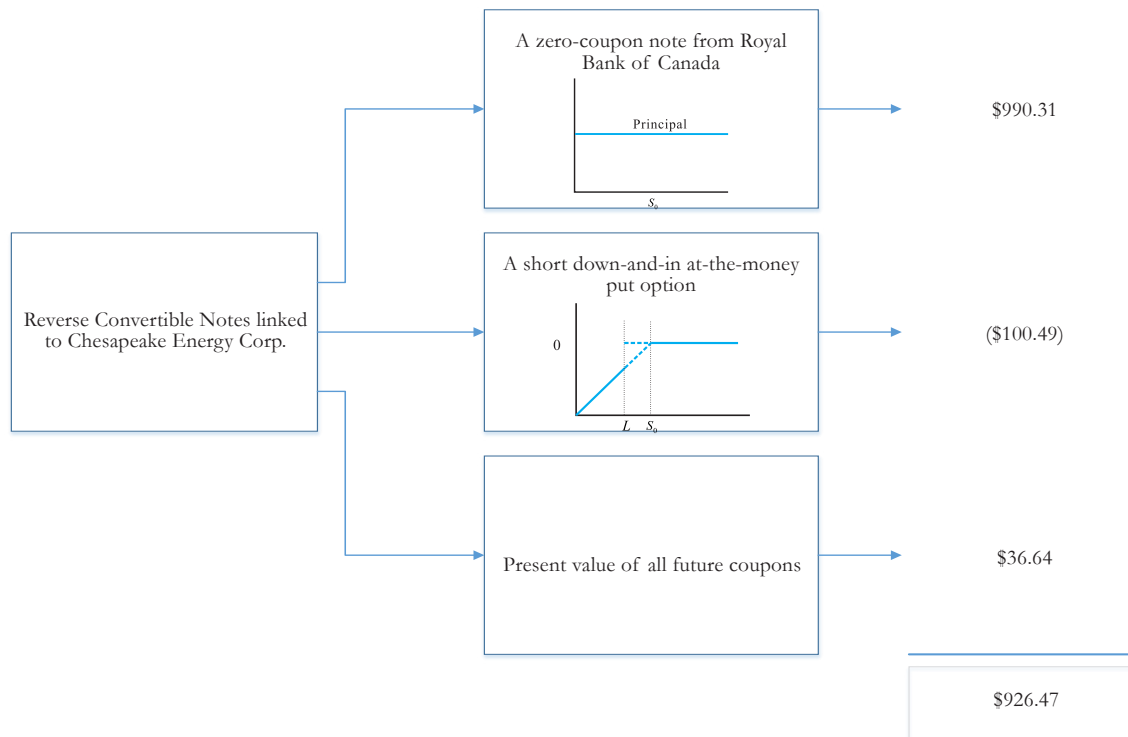 A zero-coupon note from Royal
Bank of Canada
Principal
S₀
$990.31
Reverse Convertible Notes linked
to Chesapeake Energy Corp.
A short down-and-in at-the-money
put option
0
L S₀
($100.49)
Present value of all future coupons
$36.64
$926.47